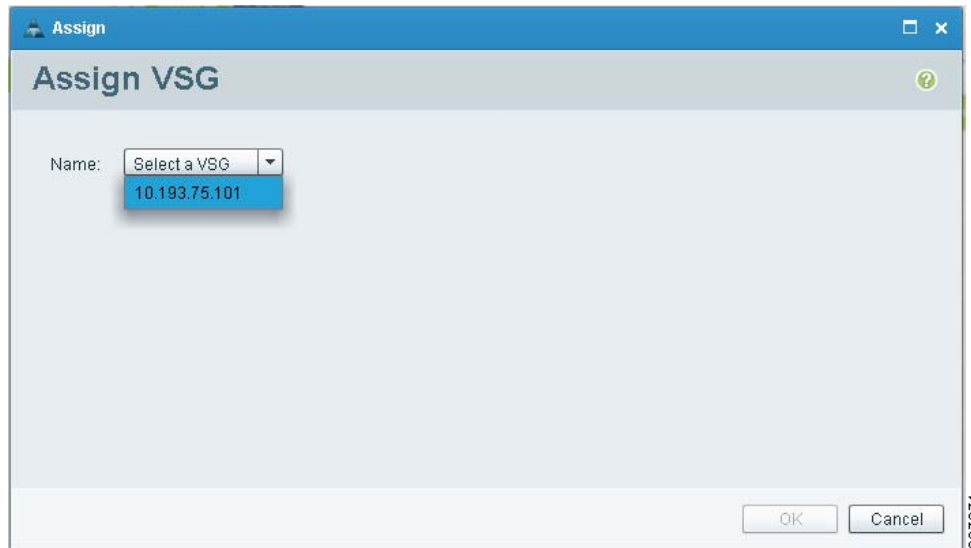 Assign
Assign VSG
?
Name:
Select a VSG
10.193.75.101
OK
Cancel